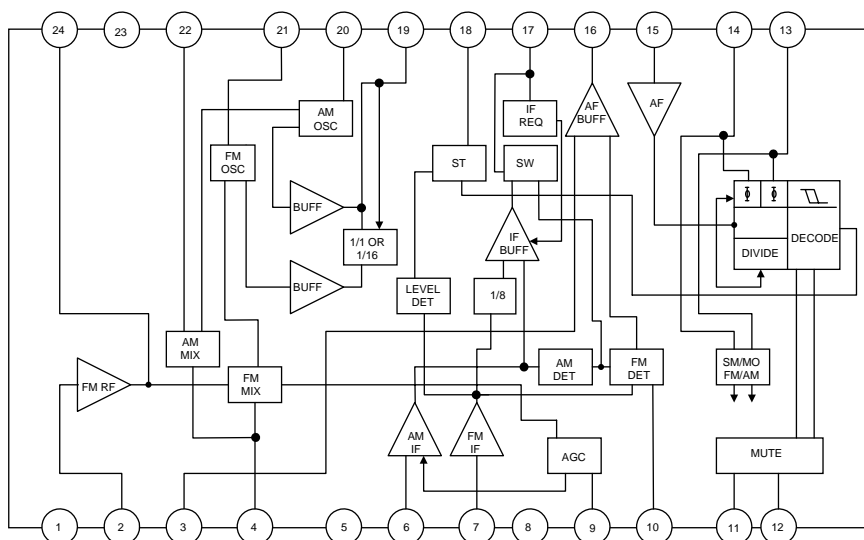 24
23
22
21
20
19
18
17
16
15
14
13
AM
OSC
IF
REQ
AF
BUFF
AF
FM
OSC
ST
SW
BUFF
1/1 OR
1/16
IF
BUFF
DECODE
DIVIDE
BUFF
LEVEL
DET
1/8
AM
MIX
FM RF
FM
MIX
AM
DET
FM
DET
SM/MO
FM/AM
AM
IF
FM
IF
AGC
MUTE
1
2
3
4
5
6
7
8
9
10
11
12